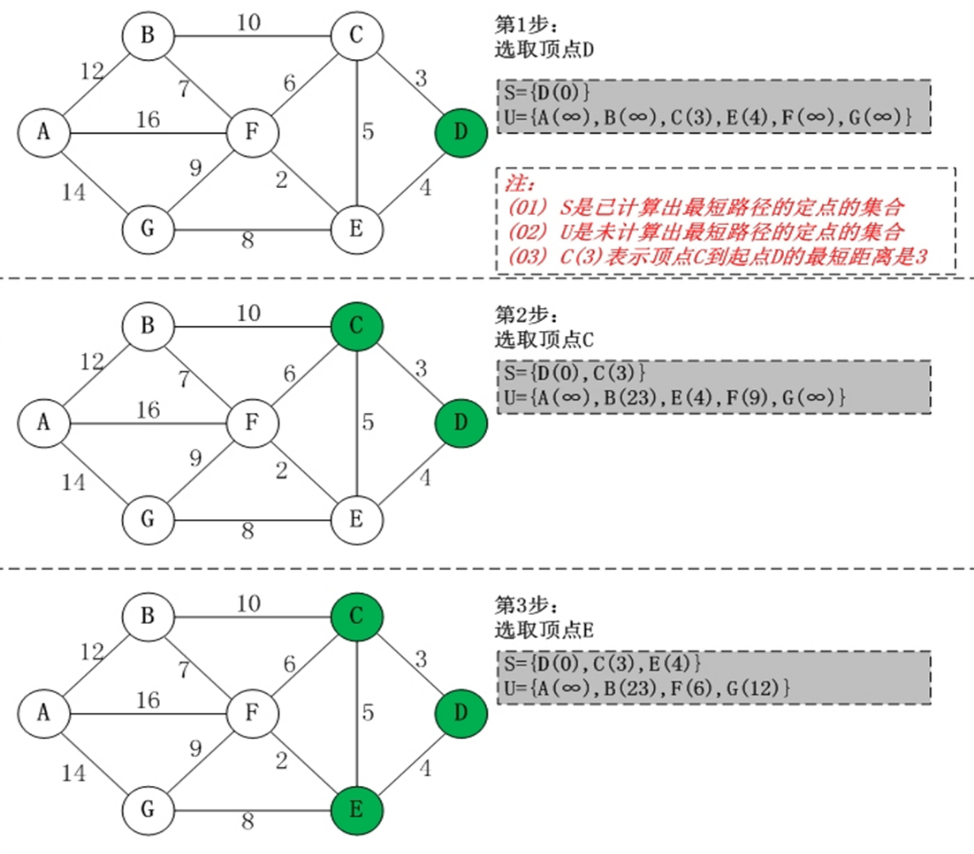 10
B
C
第1步:
选取顶点D
12
7
6
3
S={D(0)}
U={A(∞),B(∞),C(3),E(4),F(∞),G(∞)}
A
16
F
5
D
14
9
2
4
注:
(01) S是已计算出最短路径的定点的集合
(02) U是未计算出最短路径的定点的集合
(03) C(3)表示顶点C到起点D的最短距离是3
G
8
E
10
B
C
第2步:
选取顶点C
12
7
6
3
S={D(0),C(3)}
U={A(∞),B(23),E(4),F(9),G(∞)}
A
16
F
5
D
14
9
2
4
G
8
E
10
B
C
第3步:
选取顶点E
12
7
6
3
S={D(0),C(3),E(4)}
U={A(∞),B(23),F(6),G(12)}
A
16
F
5
D
14
9
2
4
G
8
E